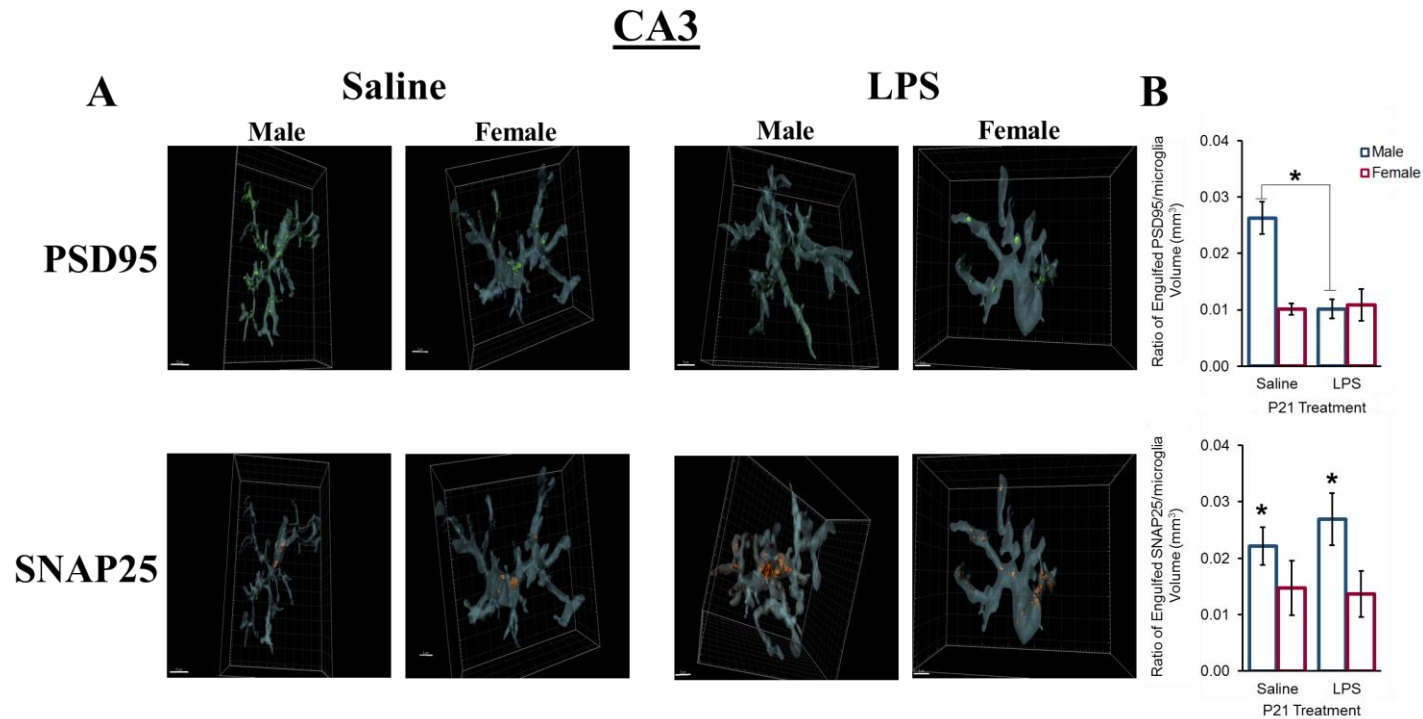 CA3
A
Saline
LPS
B
Male
Female
Male
Female
PSD95
SNAP25
Ratio of Engulfed PSD95/microglia
Volume (mm³)
0.04
0.03
0.02
0.01
0.00
Male
Female
*
Saline
LPS
P21 Treatment
Ratio of Engulfed SNAP25/microglia
Volume (mm³)
0.04
0.03
0.02
0.01
0.00
*
*
Saline
LPS
P21 Treatment